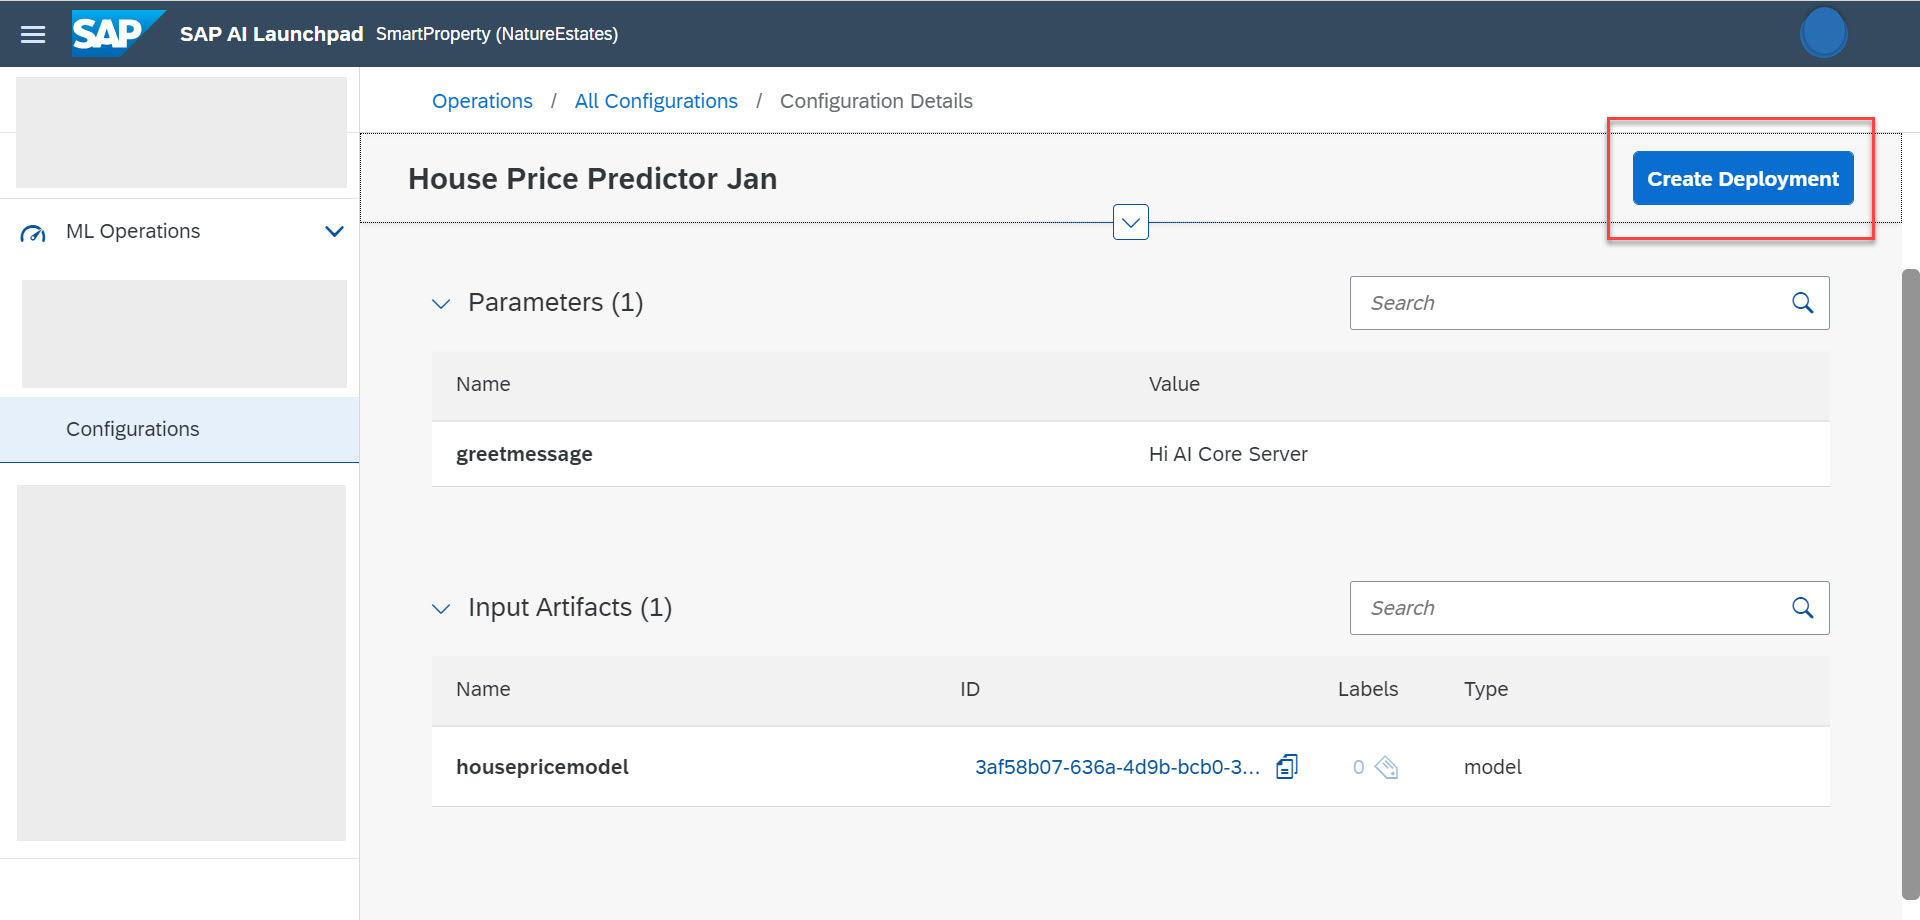 SAP SAP AI Launchpad SmartProperty (NatureEstates)
Operations / All Configurations / Configuration Details
House Price Predictor Jan
Create Deployment
ML Operations
Configurations
Parameters (1)
Search
Name Value
greetmessage Hi AI Core Server
Input Artifacts (1)
Search
Name ID Labels Type
housepricemodel 3af58b07-636a-4d9b-bcb0-3... 0 model